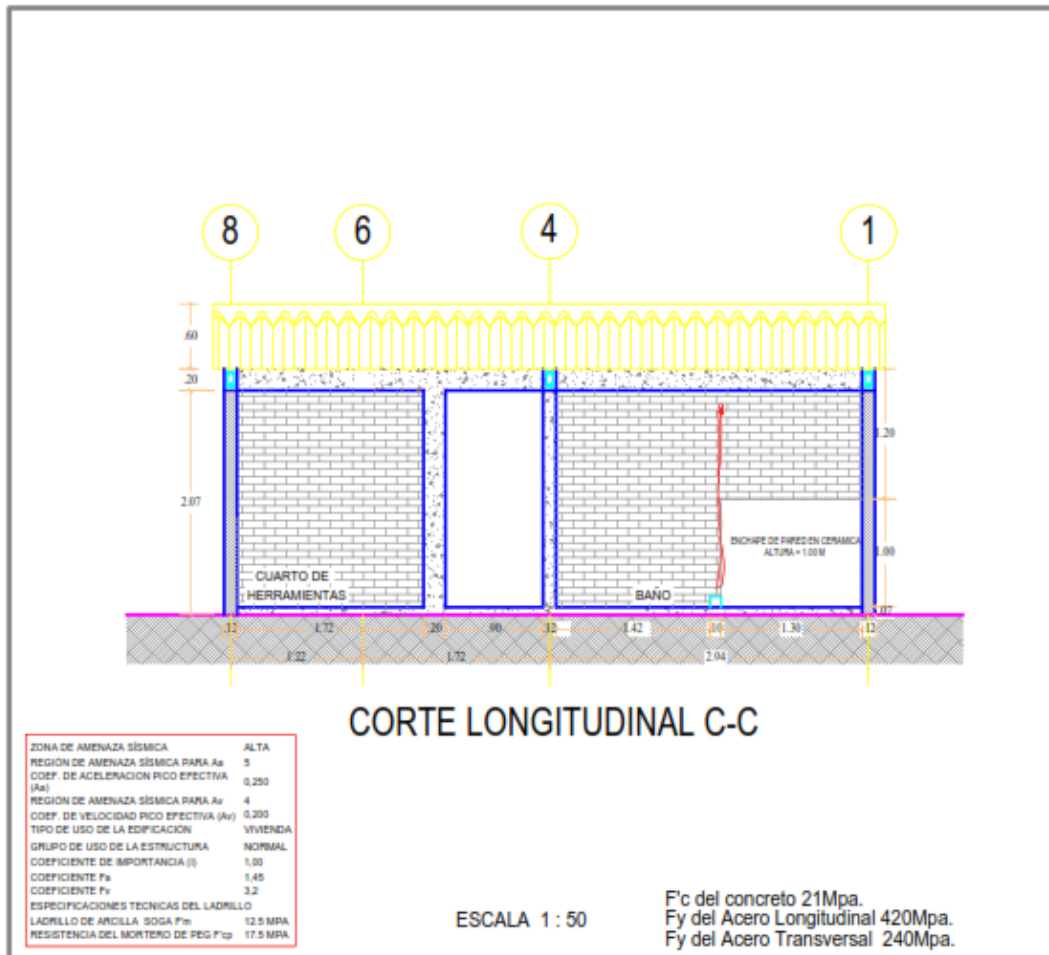 8 6 4 1
.60
.20
1.20
2.07
ENCHAPE DE PARED EN CERAMICA
ALTURA = 1.00 M
1.00
CUARTO DE
HERRAMIENTAS
BAÑO
.07
.12 1.72 .20 .90 .12 1.42 .10 1.30 .12
1.22 1.72 2.04
CORTE LONGITUDINAL C-C
ZONA DE AMENAZA SÍSMICA ALTA
REGIÓN DE AMENAZA SÍSMICA PARA Aa 5
COEF. DE ACELERACION PICO EFECTIVA
(Aa) 0,250
REGIÓN DE AMENAZA SÍSMICA PARA Av 4
COEF. DE VELOCIDAD PICO EFECTIVA (Av) 0,200
TIPO DE USO DE LA EDIFICACIÓN VIVIENDA
GRUPO DE USO DE LA ESTRUCTURA NORMAL
COEFICIENTE DE IMPORTANCIA (I) 1,00
COEFICIENTE Fa 1,45
COEFICIENTE Fv 3,2
ESPECIFICACIONES TECNICAS DEL LADRILLO
LADRILLO DE ARCILLA SOGA F'm 12.5 MPA
RESISTENCIA DEL MORTERO DE PEG F'cp 17.5 MPA
ESCALA 1 : 50
F'c del concreto 21Mpa.
Fy del Acero Longitudinal 420Mpa.
Fy del Acero Transversal 240Mpa.